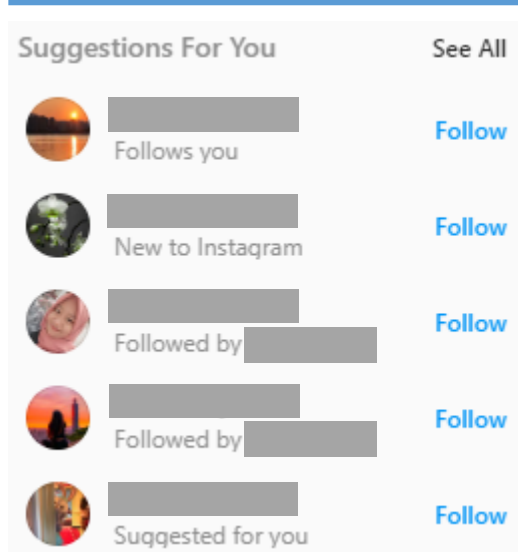 Suggestions For You See All
Follow
Follows you
Follow
New to Instagram
Follow
Followed by
Follow
Followed by
Follow
Suggested for you